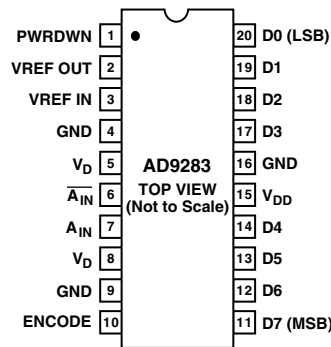 PWRDWN 1 20 D0 (LSB)
VREF OUT 2 19 D1
VREF IN 3 18 D2
GND 4 17 D3
VD 5 AD9283 16 GND
AIN 6 TOP VIEW 15 VDD
(Not to Scale)
AIN 7 14 D4
VD 8 13 D5
GND 9 12 D6
ENCODE 10 11 D7 (MSB)